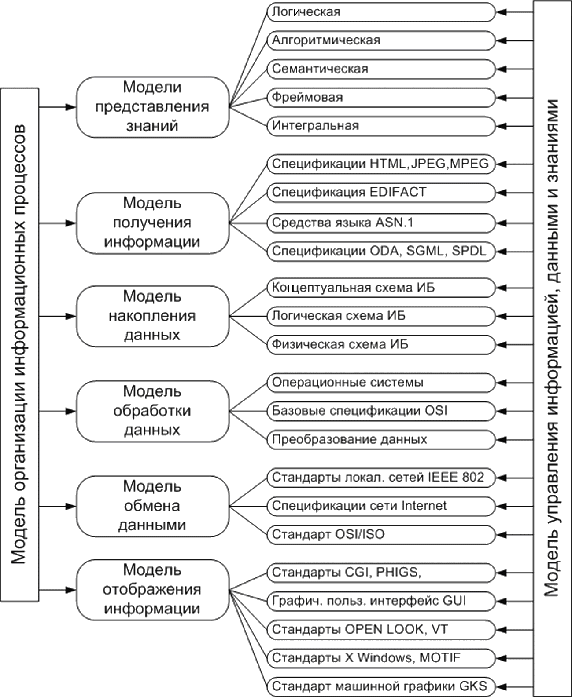 Модель организации информационных процессов
Модели
представления
знаний
Логическая
Алгоритмическая
Семантическая
Фреймовая
Интегральная
Модель
получения
информации
Спецификации HTML,JPEG,MPEG
Спецификация EDIFACT
Средства языка ASN.1
Спецификации ODA, SGML, SPDL
Модель
накопления
данных
Концептуальная схема ИБ
Логическая схема ИБ
Физическая схема ИБ
Модель
обработки
данных
Операционные системы
Базовые спецификации OSI
Преобразование данных
Модель
обмена
данными
Стандарты локал. сетей IEEE 802
Спецификации сети Internet
Стандарт OSI/ISO
Модель
отображения
информации
Стандарты CGI, PHIGS,
Графич. польз. интерфейс GUI
Стандарты OPEN LOOK, VT
Стандарты X Windows, MOTIF
Стандарт машинной графики GKS
Модель управления информацией, данными и знаниями